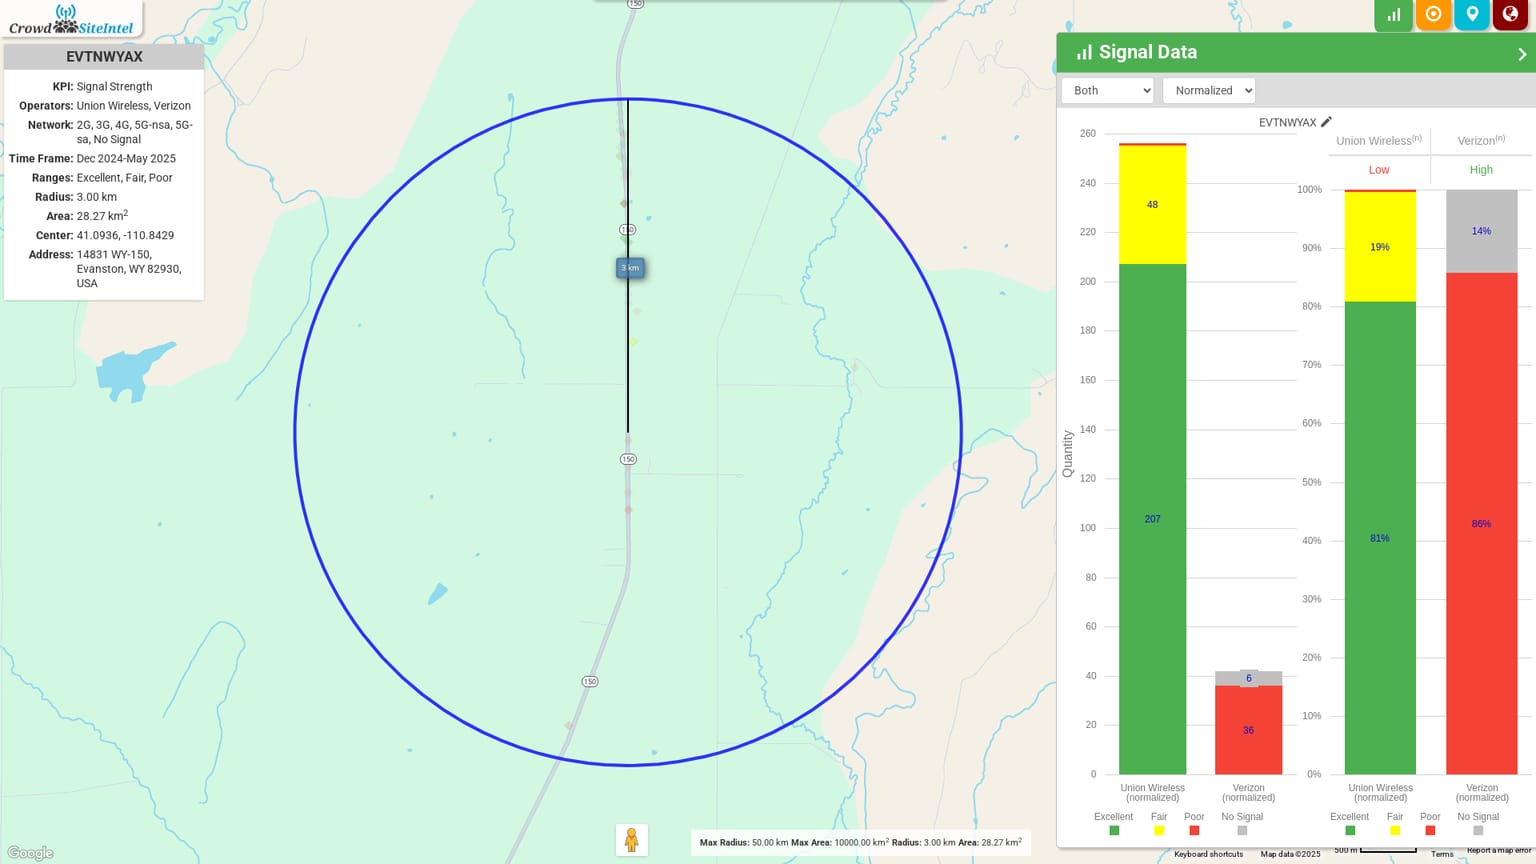 Crowd SiteIntel
EVTNWYAX
KPI: Signal Strength
Operators: Union Wireless, Verizon
Network: 2G, 3G, 4G, 5G-nsa, 5G-
sa, No Signal
Time Frame: Dec 2024-May 2025
Ranges: Excellent, Fair, Poor
Radius: 3.00 km
Area: 28.27 km2
Center: 41.0936, -110.8429
Address: 14831 WY-150,
Evanston, WY 82930,
USA
150
150
3 km
150
150
Google
Max Radius: 50.00 km Max Area: 10000.00 km2 Radius: 3.00 km Area: 28.27 km2
Signal Data
Both
Normalized
EVTNWYAX
260
240
220
200
180
160
140
120
100
80
60
40
20
0
Quantity
48
207
6
36
Union Wireless
(normalized)
Verizon
(normalized)
Excellent Fair Poor No Signal
Union Wireless(n) Verizon(n)
Low High
100%
90%
80%
70%
60%
50%
40%
30%
20%
10%
0%
19%
81%
14%
86%
Union Wireless
(normalized)
Verizon
(normalized)
Excellent Fair Poor No Signal
Keyboard shortcuts Map data ©2025 500 m Terms Report a map error